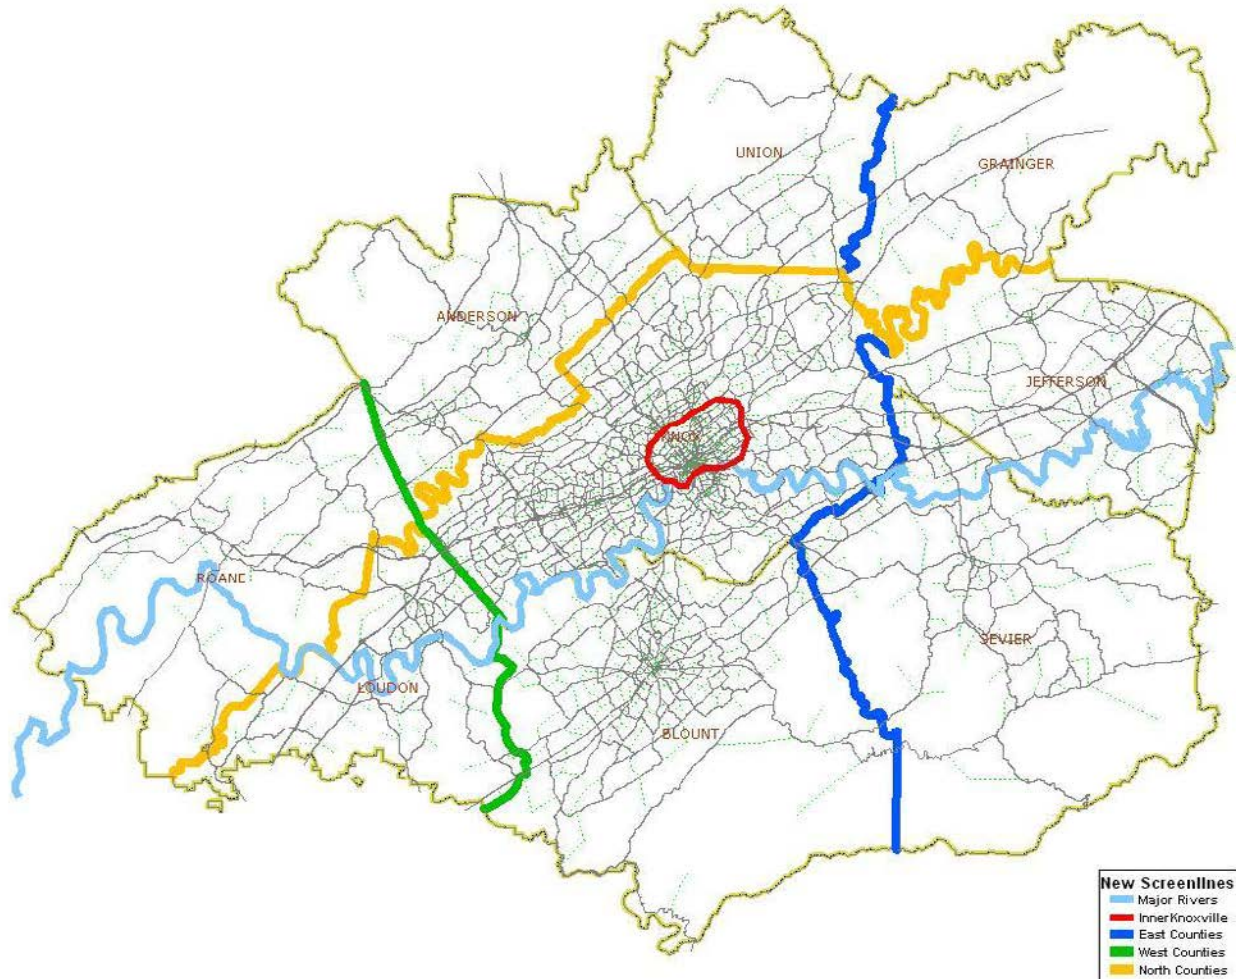 UNION
GRAINGER
ANDERSON
JEFFERSON
KNOX
ROANE
SEVIER
LOUDON
BLOUNT
New Screenlines
Major Rivers
InnerKnoxville
East Counties
West Counties
North Counties